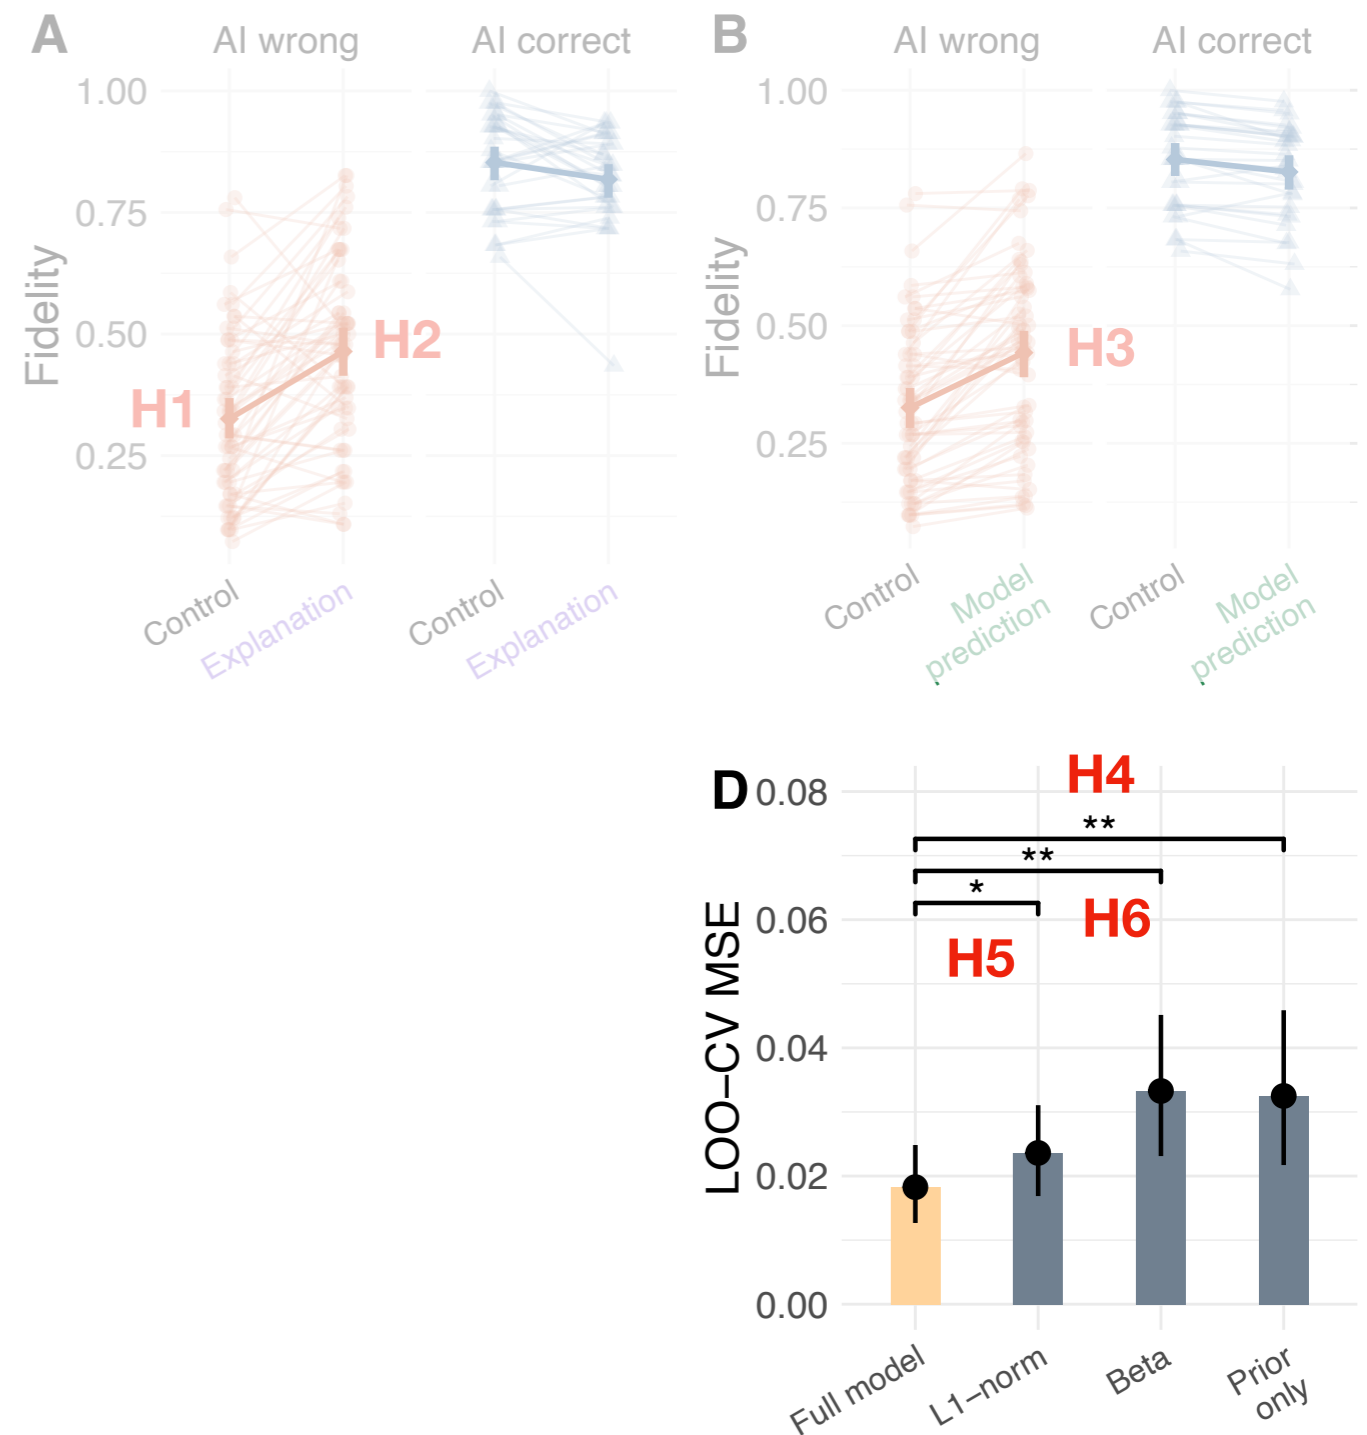 A
AI wrong
AI correct
1.00
0.75
0.50
0.25
Fidelity
H1
H2
Control
Explanation
Control
Explanation
B
AI wrong
AI correct
1.00
0.75
0.50
0.25
Fidelity
H3
Control
Model
prediction
Control
Model
prediction
D
0.08
0.06
0.04
0.02
0.00
LOO–CV MSE
H4
**
**
*
H6
H5
Full model
L1–norm
Beta
Prior
only